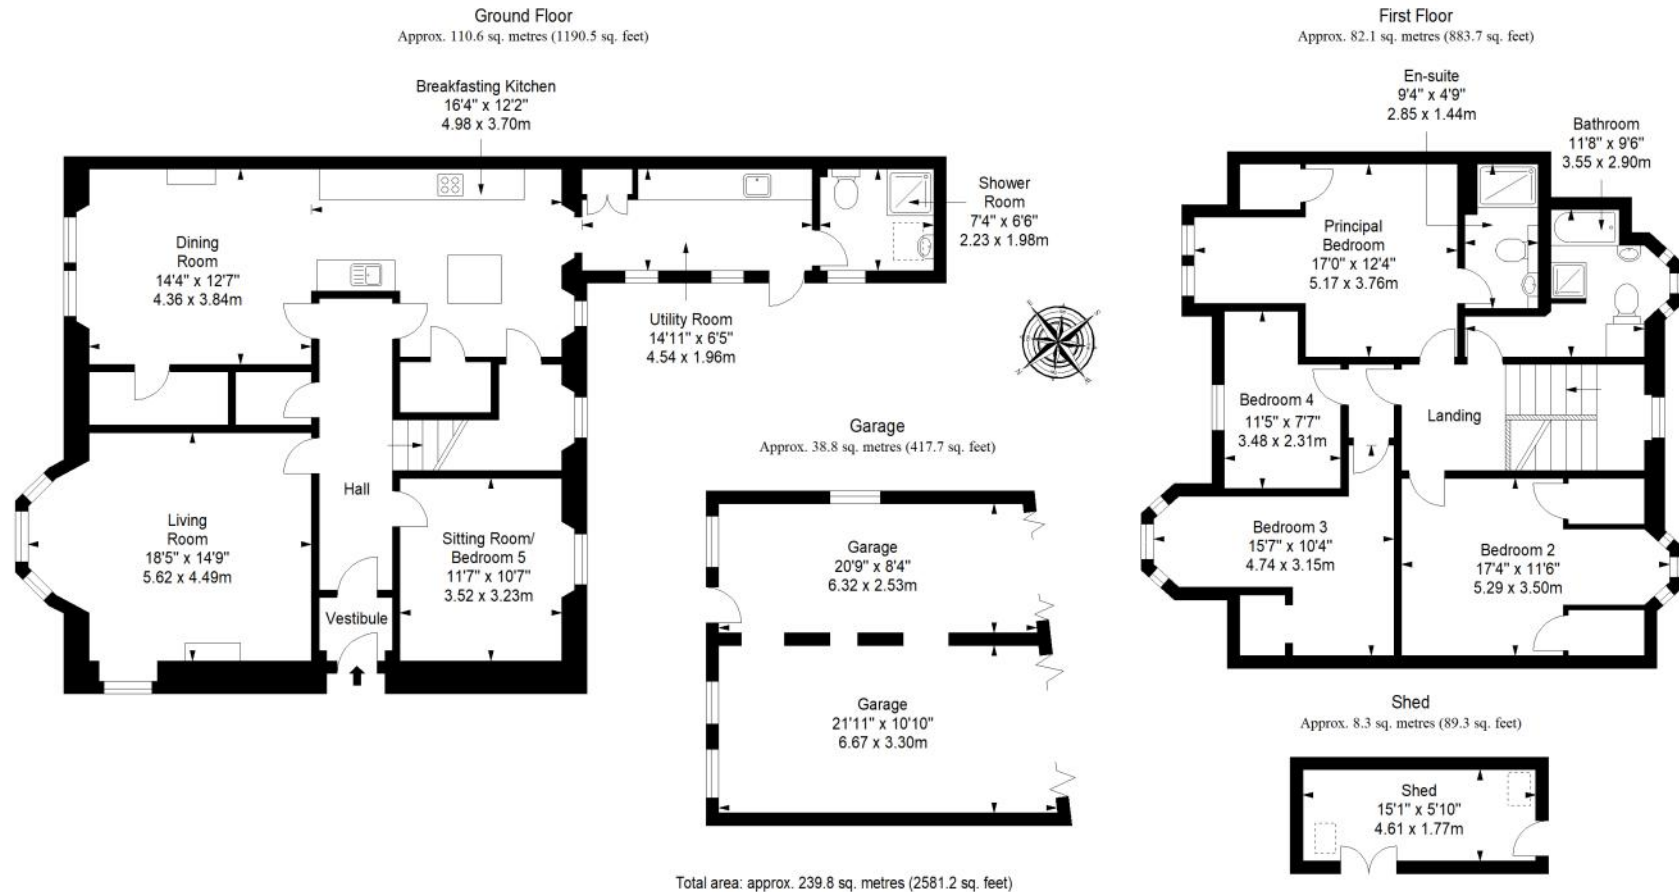 Ground Floor
Approx. 110.6 sq. metres (1190.5 sq. feet)
Breakfasting Kitchen
16'4" x 12'2"
4.98 x 3.70m
Dining
Room
14'4" x 12'7"
4.36 x 3.84m
Shower
Room
7'4" x 6'6"
2.23 x 1.98m
Utility Room
14'11" x 6'5"
4.54 x 1.96m
Living
Room
18'5" x 14'9"
5.62 x 4.49m
Hall
Sitting Room/
Bedroom 5
11'7" x 10'7"
3.52 x 3.23m
Vestibule
Garage
Approx. 38.8 sq. metres (417.7 sq. feet)
Garage
20'9" x 8'4"
6.32 x 2.53m
Garage
21'11" x 10'10"
6.67 x 3.30m
First Floor
Approx. 82.1 sq. metres (883.7 sq. feet)
En-suite
9'4" x 4'9"
2.85 x 1.44m
Bathroom
11'8" x 9'6"
3.55 x 2.90m
Principal
Bedroom
17'0" x 12'4"
5.17 x 3.76m
Bedroom 4
11'5" x 7'7"
3.48 x 2.31m
Landing
Bedroom 3
15'7" x 10'4"
4.74 x 3.15m
Bedroom 2
17'4" x 11'6"
5.29 x 3.50m
Shed
Approx. 8.3 sq. metres (89.3 sq. feet)
Shed
15'1" x 5'10"
4.61 x 1.77m
Total area: approx. 239.8 sq. metres (2581.2 sq. feet)